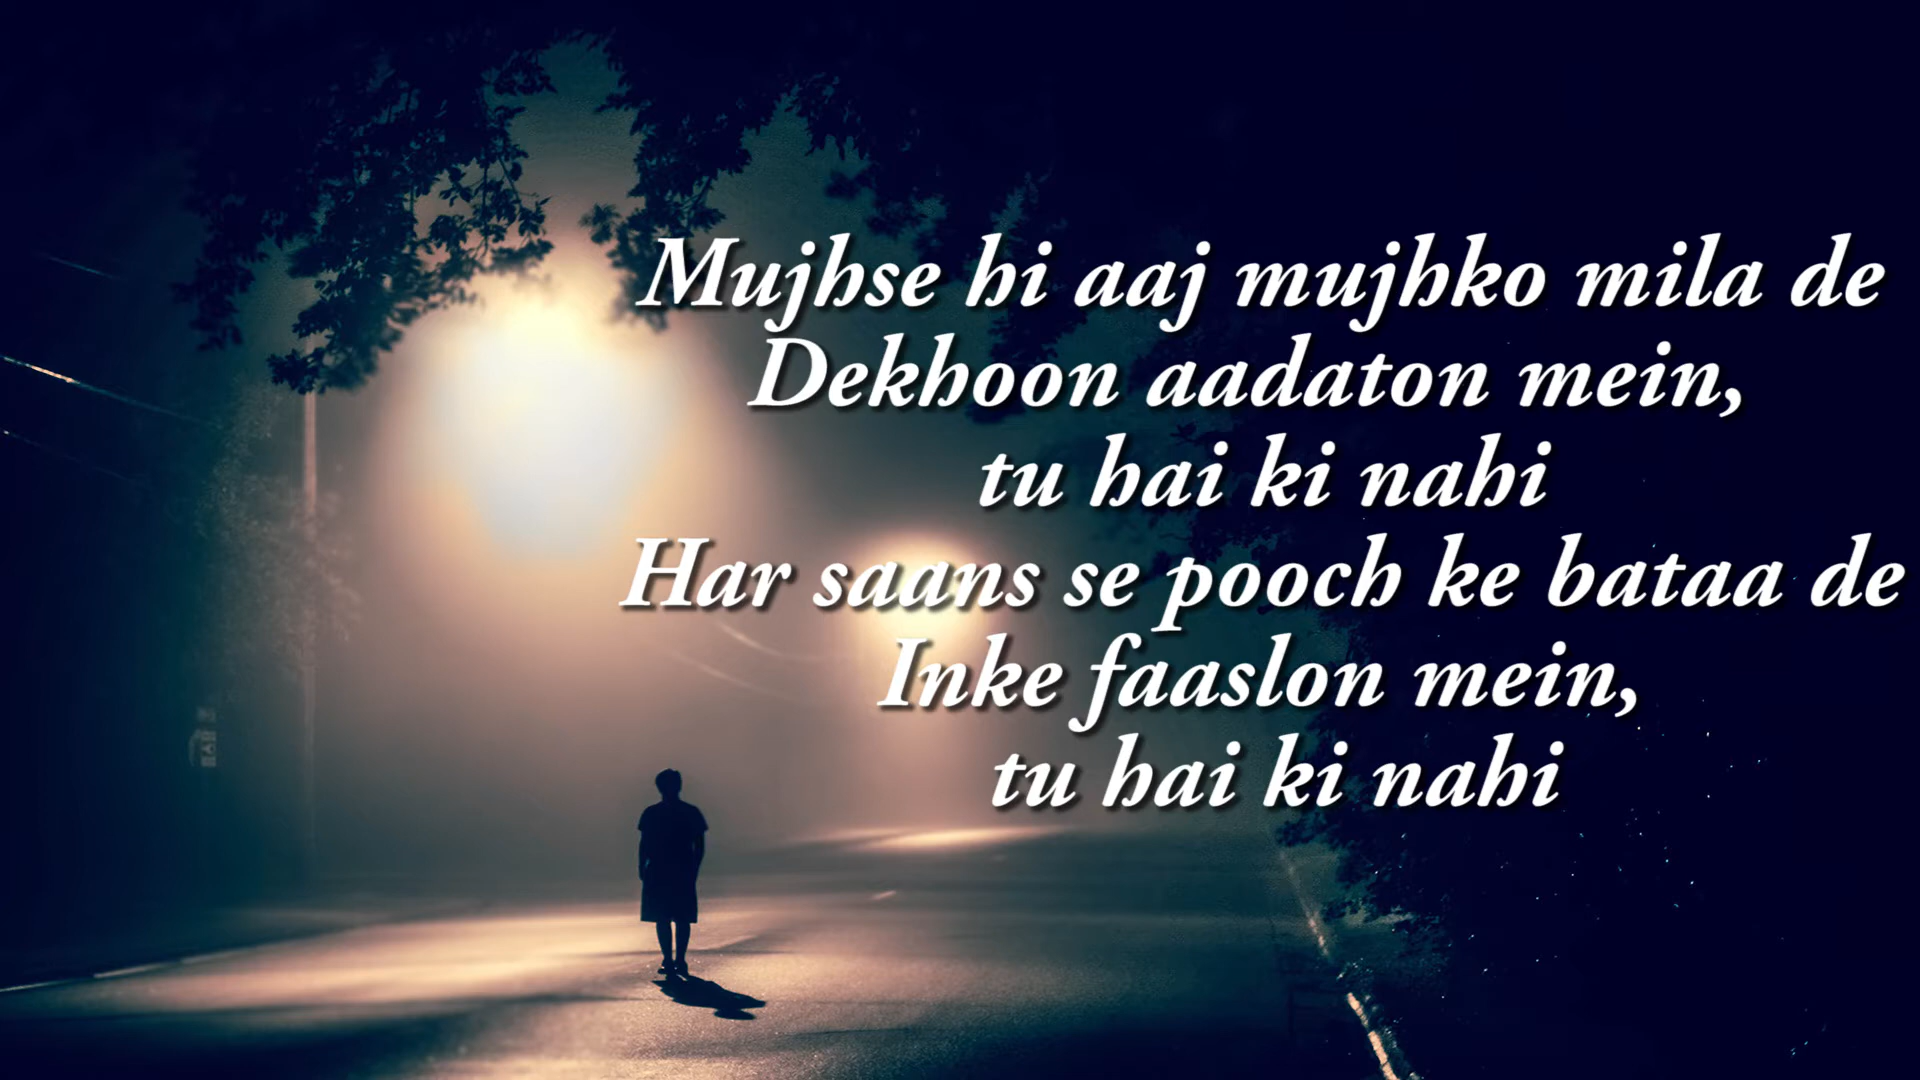 Mujhse hi aaj mujhko mila de
Dekhoon aadaton mein,
tu hai ki nahi
Har saans se pooch ke bataa de
Inke faaslon mein,
tu hai ki nahi